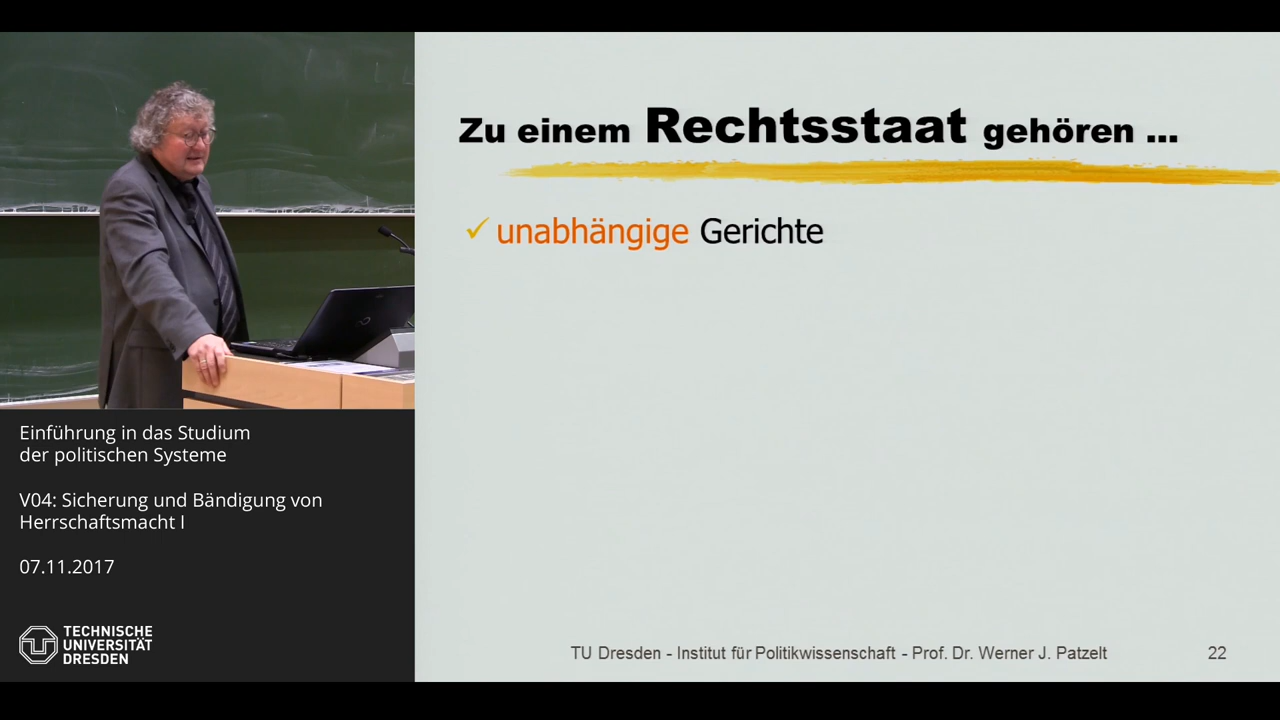 Zu einem Rechtsstaat gehören ...
✓ unabhängige Gerichte
Einführung in das Studium
der politischen Systeme
V04: Sicherung und Bändigung von
Herrschaftsmacht I
07.11.2017
TECHNISCHE
UNIVERSITÄT
DRESDEN
TU Dresden - Institut für Politikwissenschaft - Prof. Dr. Werner J. Patzelt
22